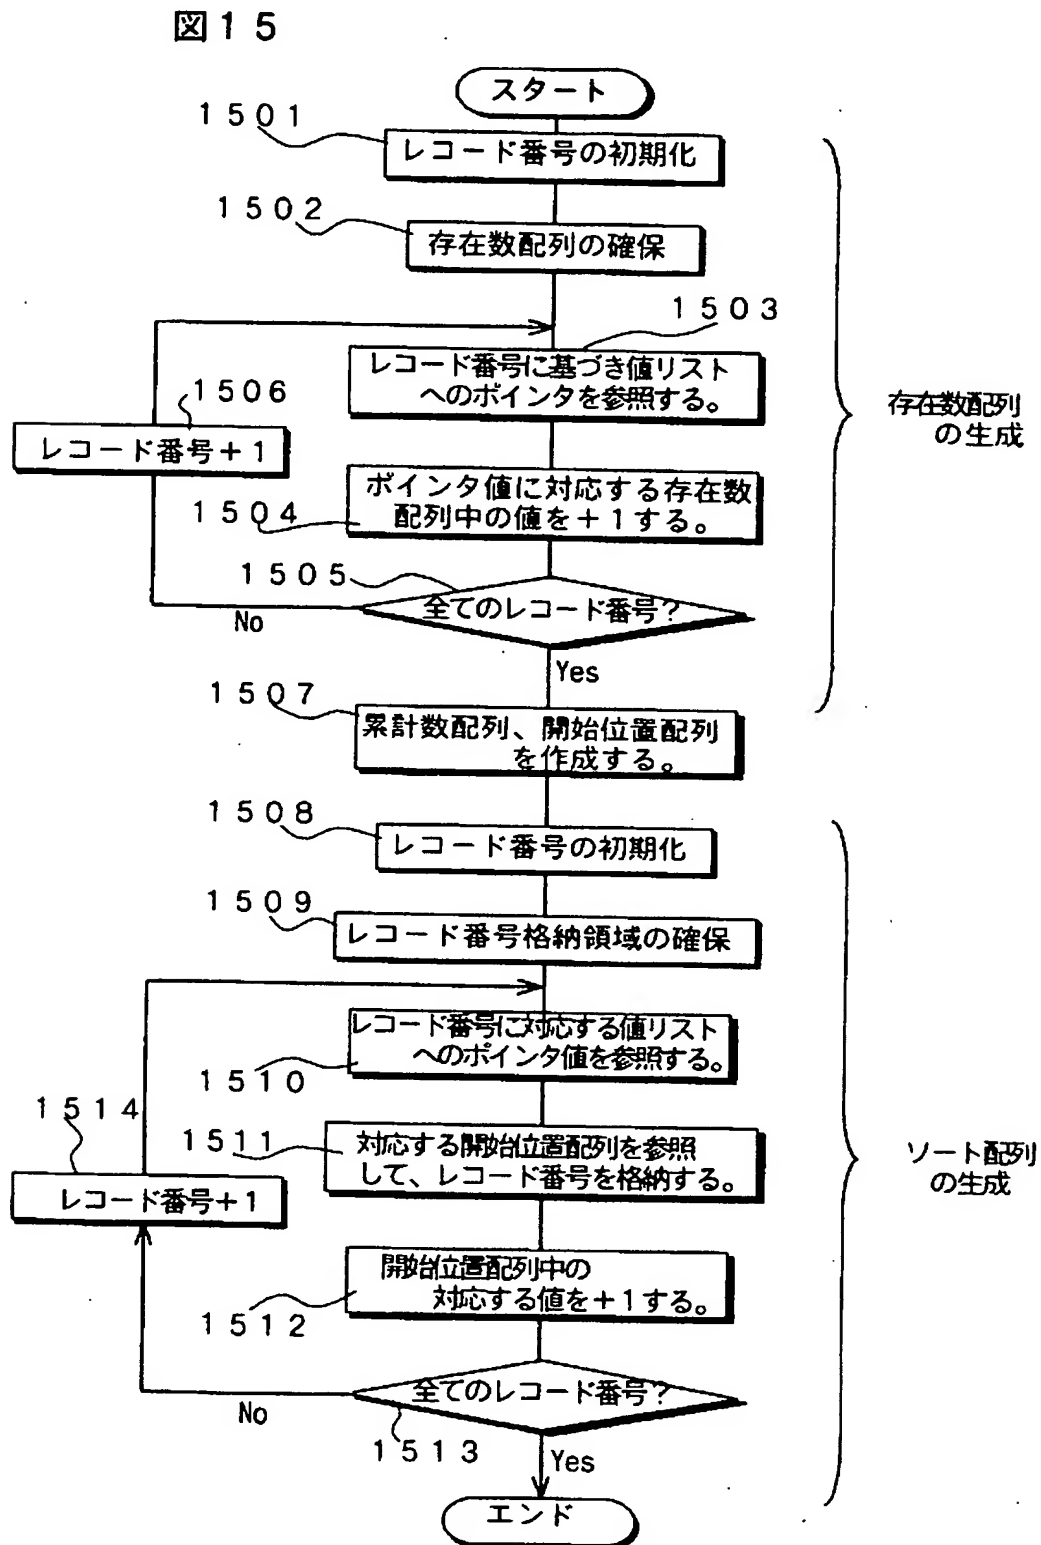 図15
スタート
1501
レコード番号の初期化
1502
存在数配列の確保
1503
レコード番号に基づき値リスト
へのポインタを参照する。
1506
レコード番号+1
1504
ポインタ値に対応する存在数
配列中の値を+1する。
1505
全てのレコード番号?
No
Yes
存在数配列
の生成
1507
累計数配列、開始位置配列
を作成する。
1508
レコード番号の初期化
1509
レコード番号格納領域の確保
1510
レコード番号に対応する値リスト
へのポインタ値を参照する。
1514
レコード番号+1
1511
対応する開始位置配列を参照
して、レコード番号を格納する。
1512
開始位置配列中の
対応する値を+1する。
全てのレコード番号?
No
1513
Yes
ソート配列
の生成
エンド